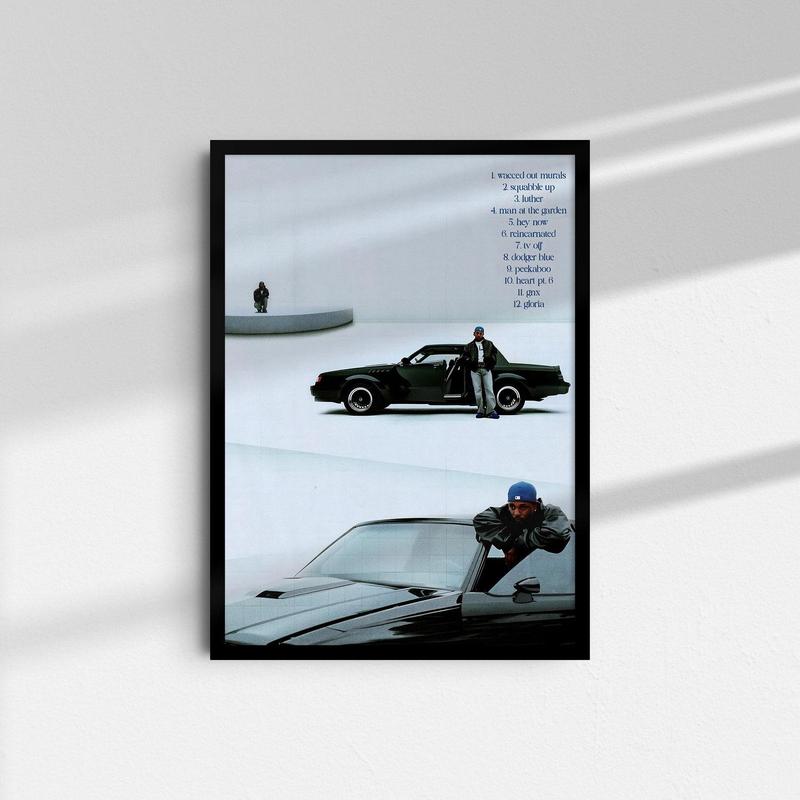 1. wacced out murals
2. squabble up
3. luther
4. man at the garden
5. hey now
6. reincarnated
7. tv off
8. dodger blue
9. peekaboo
10. heart pt. 6
11. gnx
12. gloria